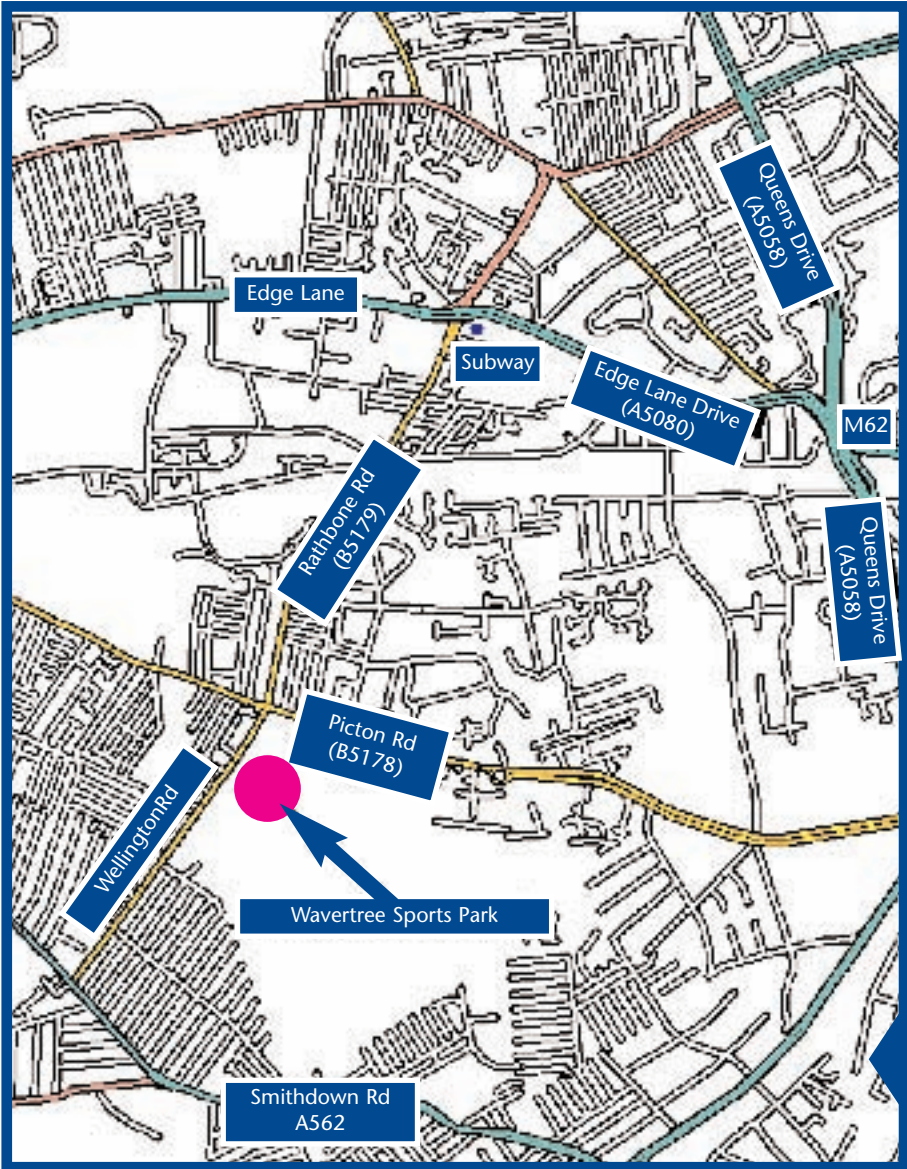 Queens Drive
(A5058)
Edge Lane
Subway
Edge Lane Drive
(A5080)
M62
Rathbone Rd
(B5179)
Queens Drive
(A5058)
Picton Rd
(B5178)
WellingtonRd
Wavertree Sports Park
Smithdown Rd
A562